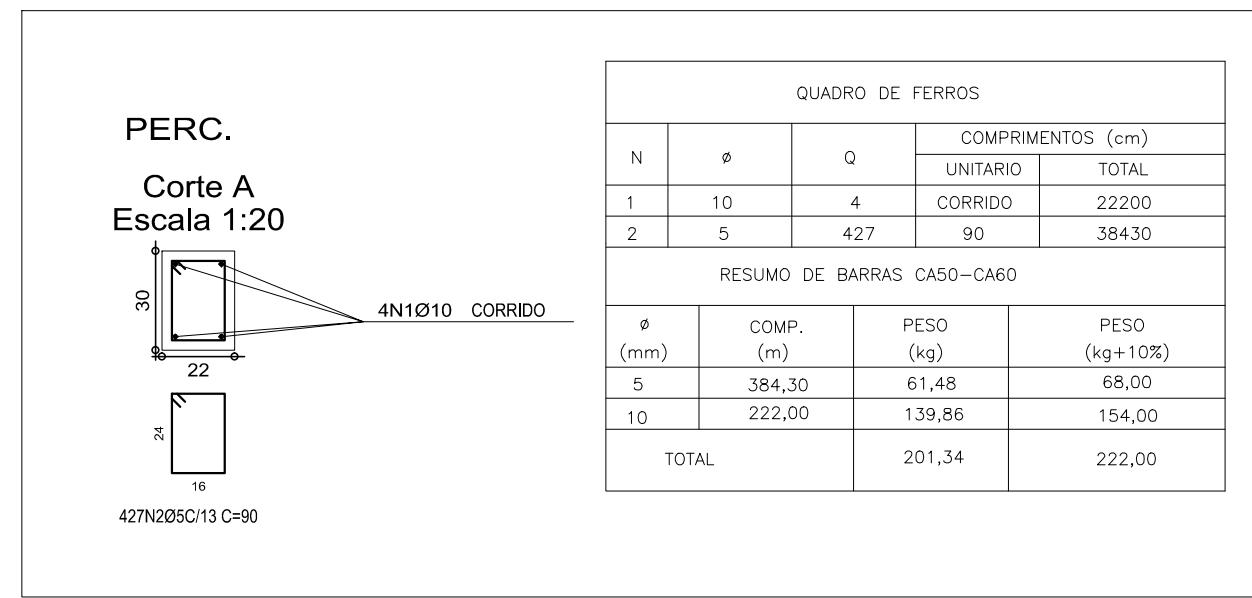 PERC.
Corte A
Escala 1:20
30
22
4N1Ø10 CORRIDO
24
16
427N2Ø5C/13 C=90
QUADRO DE FERROS
N ø Q COMPRIMENTOS (cm)
UNITARIO TOTAL
1 10 4 CORRIDO 22200
2 5 427 90 38430
RESUMO DE BARRAS CA50-CA60
ø COMP. PESO PESO
(mm) (m) (kg) (kg+10%)
5 384,30 61,48 68,00
10 222,00 139,86 154,00
TOTAL 201,34 222,00